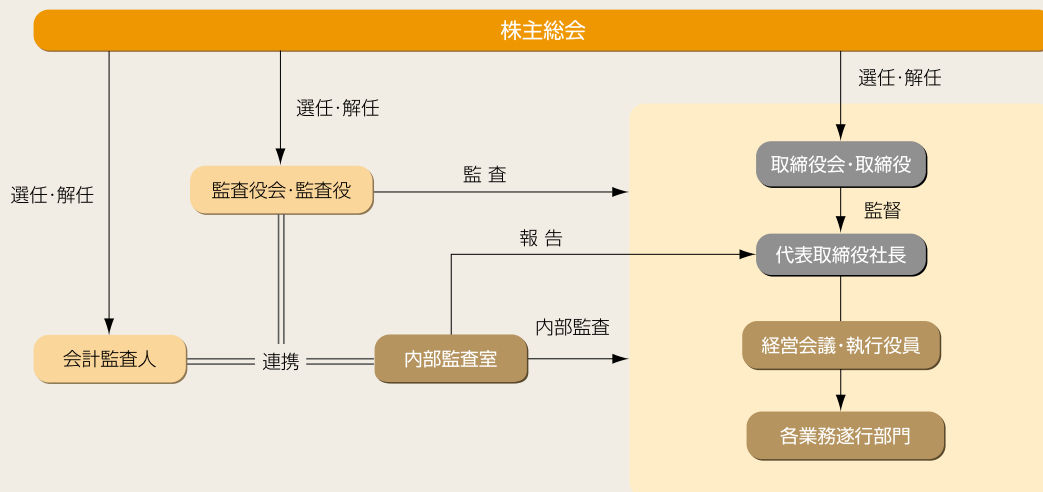 株主総会
選任・解任
選任・解任
選任・解任
監査役会・監査役
監 査
取締役会・取締役
監督
報 告
代表取締役社長
内部監査
会計監査人
連携
内部監査室
経営会議・執行役員
各業務遂行部門